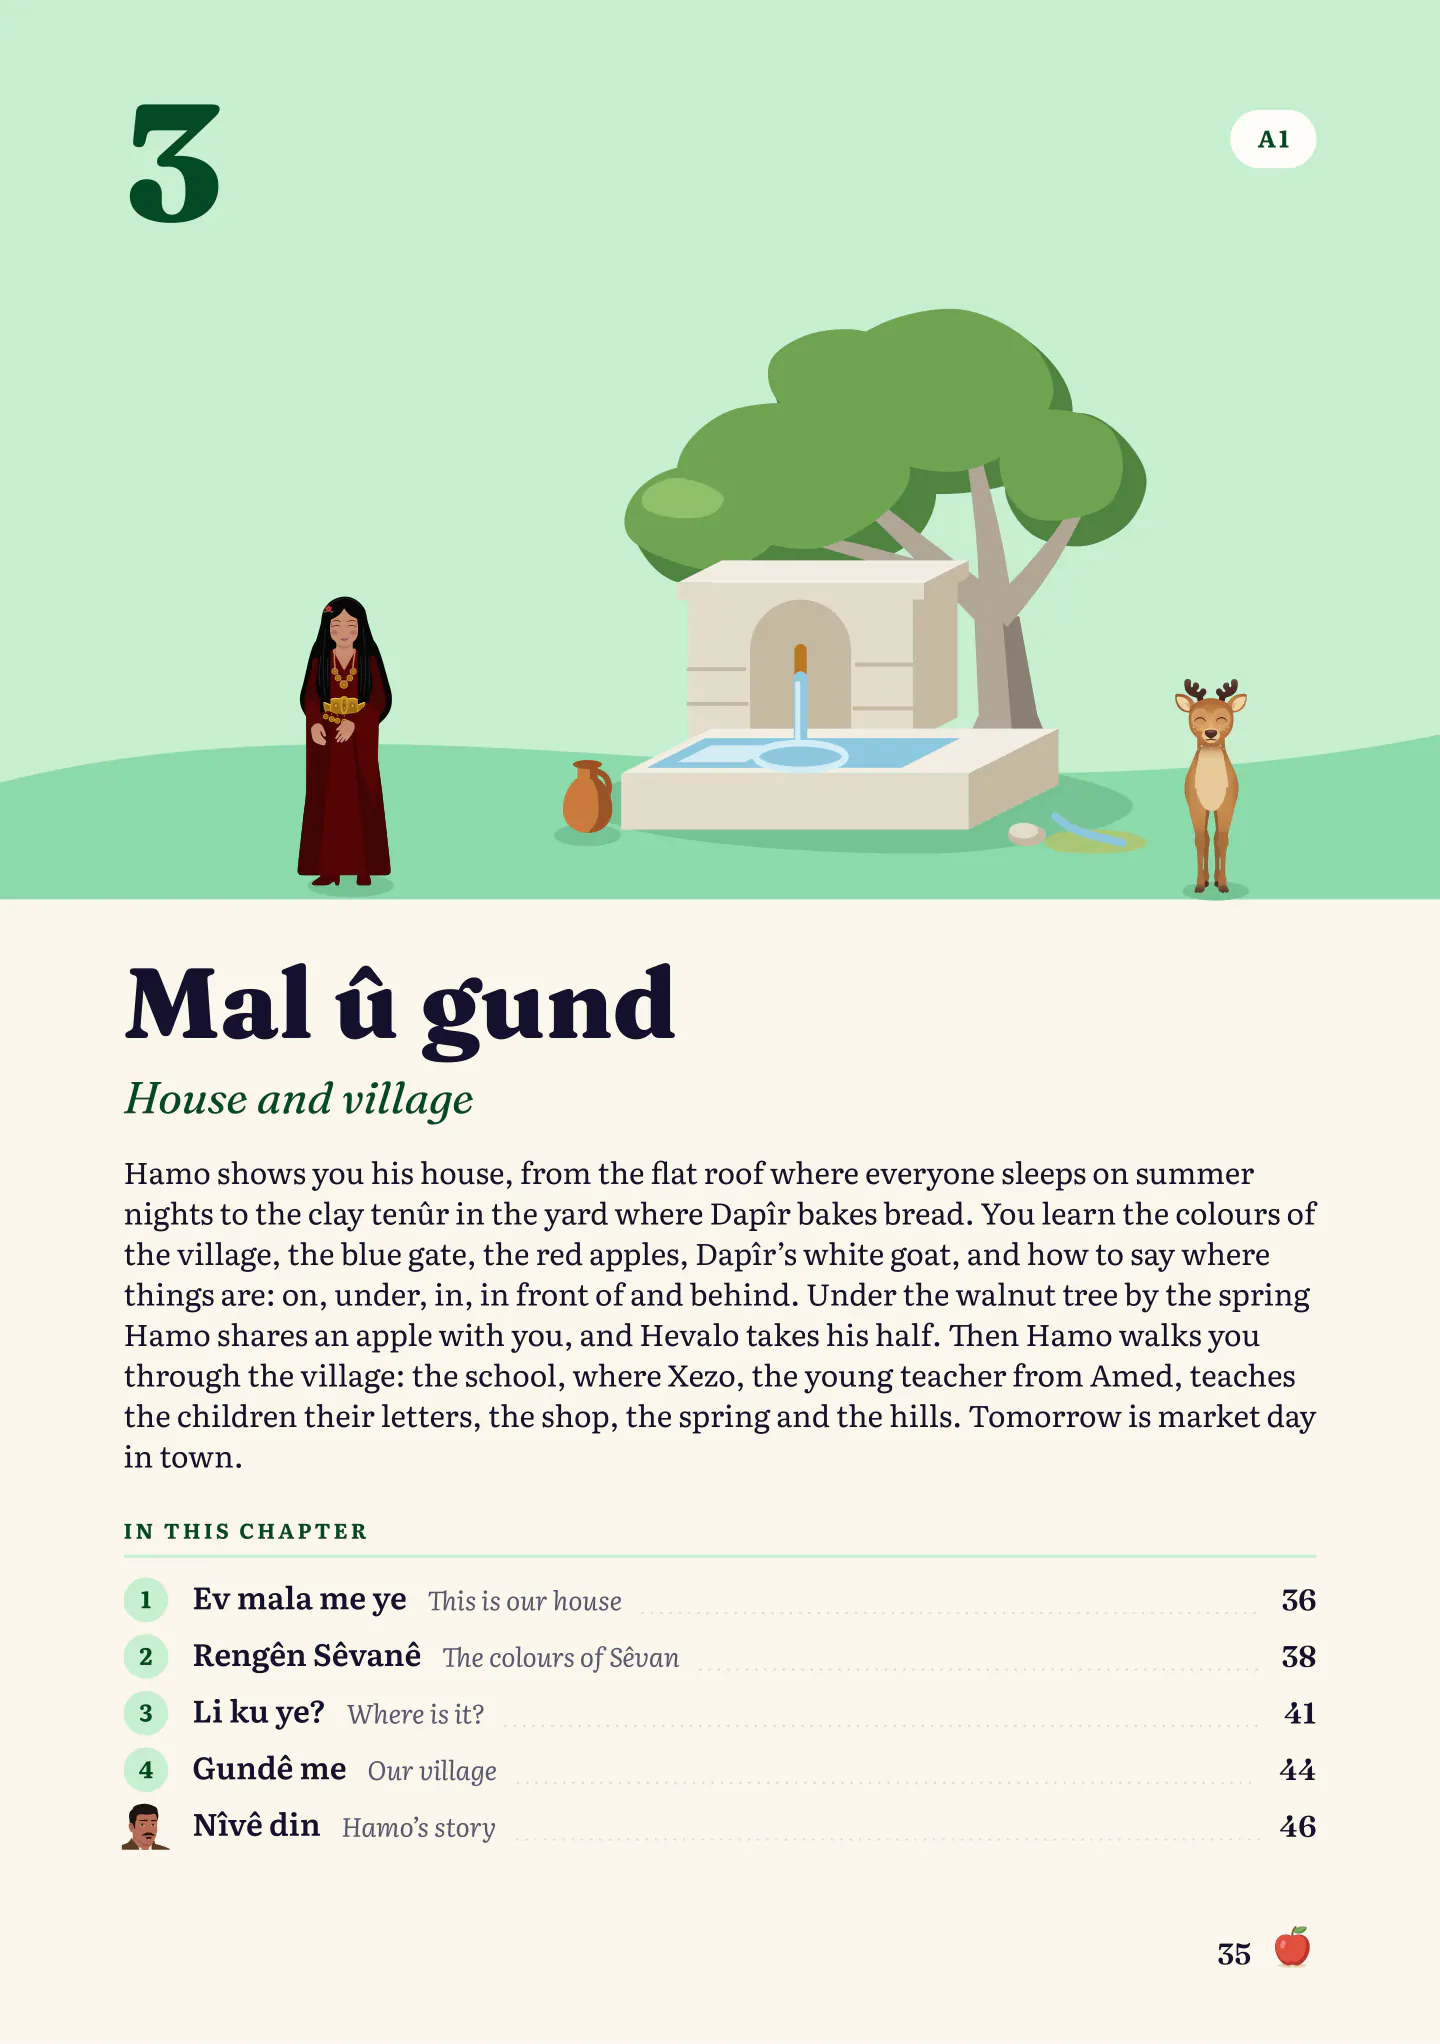 3
A1
Mal û gund
House and village
Hamo shows you his house, from the flat roof where everyone sleeps on summer
nights to the clay tenûr in the yard where Dapîr bakes bread. You learn the colours of
the village, the blue gate, the red apples, Dapîr’s white goat, and how to say where
things are: on, under, in, in front of and behind. Under the walnut tree by the spring
Hamo shares an apple with you, and Hevalo takes his half. Then Hamo walks you
through the village: the school, where Xezo, the young teacher from Amed, teaches
the children their letters, the shop, the spring and the hills. Tomorrow is market day
in town.
IN THIS CHAPTER
1 Ev mala me ye This is our house 36
2 Rengên Sêvanê The colours of Sêvan 38
3 Li ku ye? Where is it? 41
4 Gundê me Our village 44
Nîvê din Hamo’s story 46
35